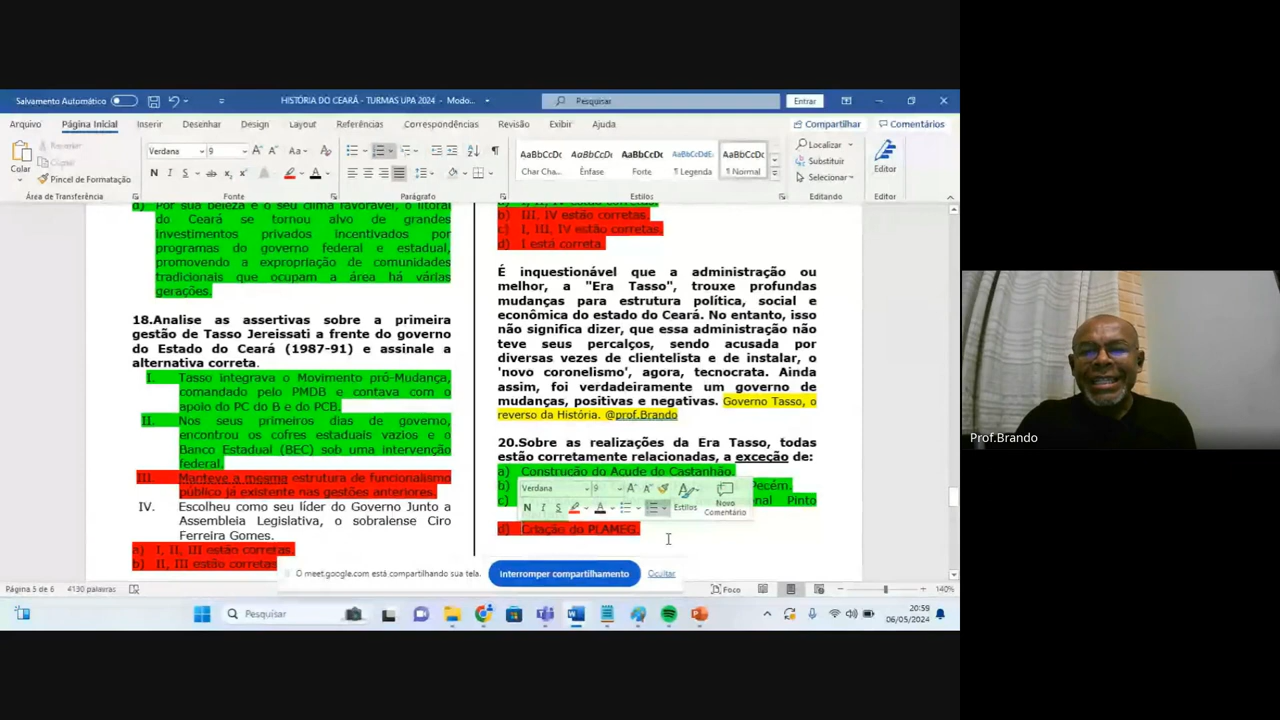 Salvamento Automático
HISTÓRIA DO CEARÁ - TURMAS UPA 2024 - Modo...
Pesquisar
Entrar
Arquivo Página Inicial Inserir Desenhar Design Layout Referências Correspondências Revisão Exibir Ajuda
Compartilhar
Comentários
Colar
Recortar
Copiar
Pincel de Formatação
Área de Transferência
Verdana 9
Fonte
Parágrafo
AaBbCcDc AaBbCcDc AaBbCcDc AaBbCcDdE AaBbCcDc
Char Cha... Ênfase Forte ¶ Legenda ¶ Normal
Estilos
Localizar
Substituir
Selecionar
Editando
Editor
Editor
d) Por sua beleza e o seu clima favorável, o litoral
do Ceará se tornou alvo de grandes
investimentos privados incentivados por
programas do governo federal e estadual,
promovendo a expropriação de comunidades
tradicionais que ocupam a área há várias
gerações.
18.Analise as assertivas sobre a primeira
gestão de Tasso Jereissati a frente do governo
do Estado do Ceará (1987-91) e assinale a
alternativa correta.
I. Tasso integrava o Movimento pró-Mudança,
comandado pelo PMDB e contava com o
apoio do PC do B e do PCB.
II. Nos seus primeiros dias de governo,
encontrou os cofres estaduais vazios e o
Banco Estadual (BEC) sob uma intervenção
federal.
III. Manteve a mesma estrutura de funcionalismo
público já existente nas gestões anteriores.
IV. Escolheu como seu líder do Governo Junto a
Assembleia Legislativa, o sobralense Ciro
Ferreira Gomes.
a) I, II, III estão corretas.
b) II, III estão corretas
b) III, IV estão corretas.
c) I, III, IV estão corretas.
d) I está correta.
É inquestionável que a administração ou
melhor, a "Era Tasso", trouxe profundas
mudanças para estrutura política, social e
econômica do estado do Ceará. No entanto, isso
não significa dizer, que essa administração não
teve seus percalços, sendo acusada por
diversas vezes de clientelista e de instalar, o
'novo coronelismo', agora, tecnocrata. Ainda
assim, foi verdadeiramente um governo de
mudanças, positivas e negativas. Governo Tasso, o
reverso da História. @prof.Brando
20.Sobre as realizações da Era Tasso, todas
estão corretamente relacionadas, a exceção de:
a) Construção do Açude do Castanhão.
b) Pecém.
c) Pinto
d) Criação do PLAMEG.
Verdana 9
Estilos
Novo
Comentário
O meet.google.com está compartilhando sua tela.
Interromper compartilhamento
Ocultar
Página 5 de 6 4130 palavras
Foco
140%
Pesquisar
20:59
06/05/2024
Prof.Brando